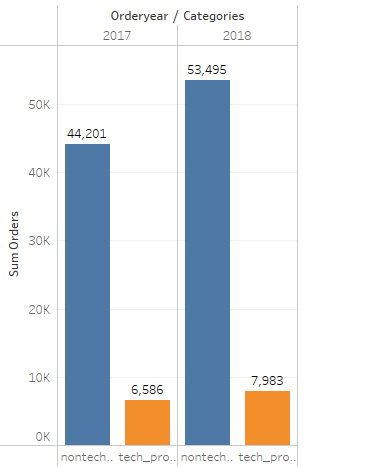 Orderyear / Categories
2017 2018
53,495
50K
44,201
40K
30K
Sum Orders
20K
10K
7,983
6,586
0K
nontech.. tech_pro.. nontech.. tech_pro..